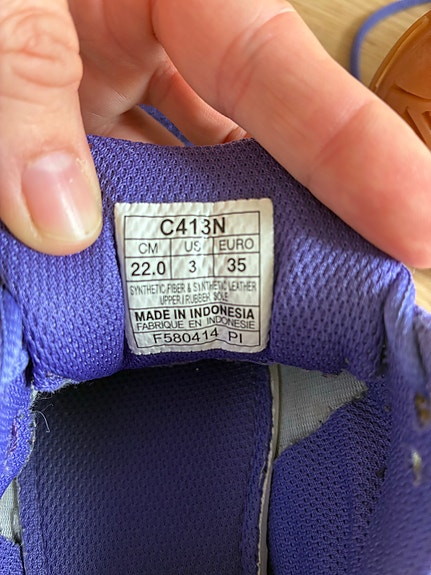 C413N
CM US EURO
22.0 3 35
SYNTHETIC FIBER & SYNTHETIC LEATHER
UPPER / RUBBER SOLE
MADE IN INDONESIA
FABRIQUE EN INDONESIE
F580414 PI